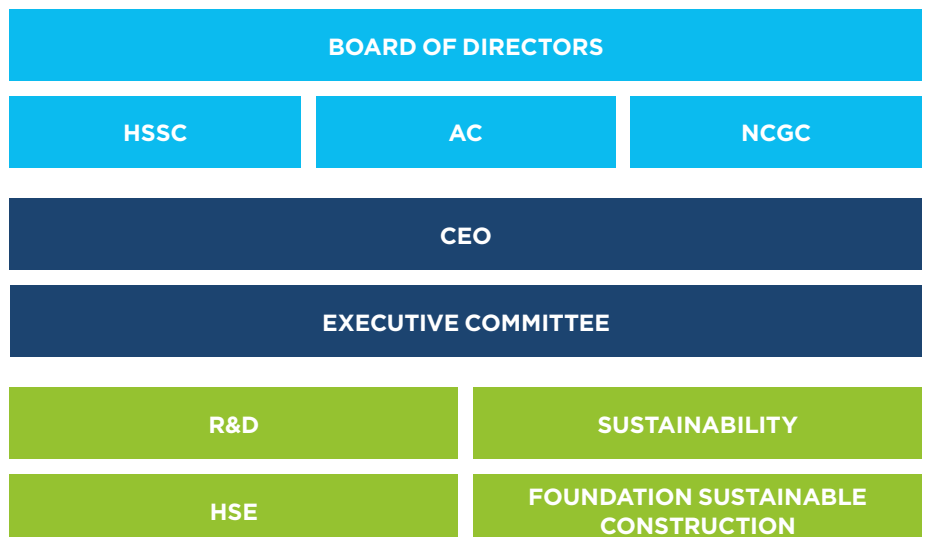 BOARD OF DIRECTORS
HSSC
AC
NCGC
CEO
EXECUTIVE COMMITTEE
R&D
SUSTAINABILITY
HSE
FOUNDATION SUSTAINABLE
CONSTRUCTION